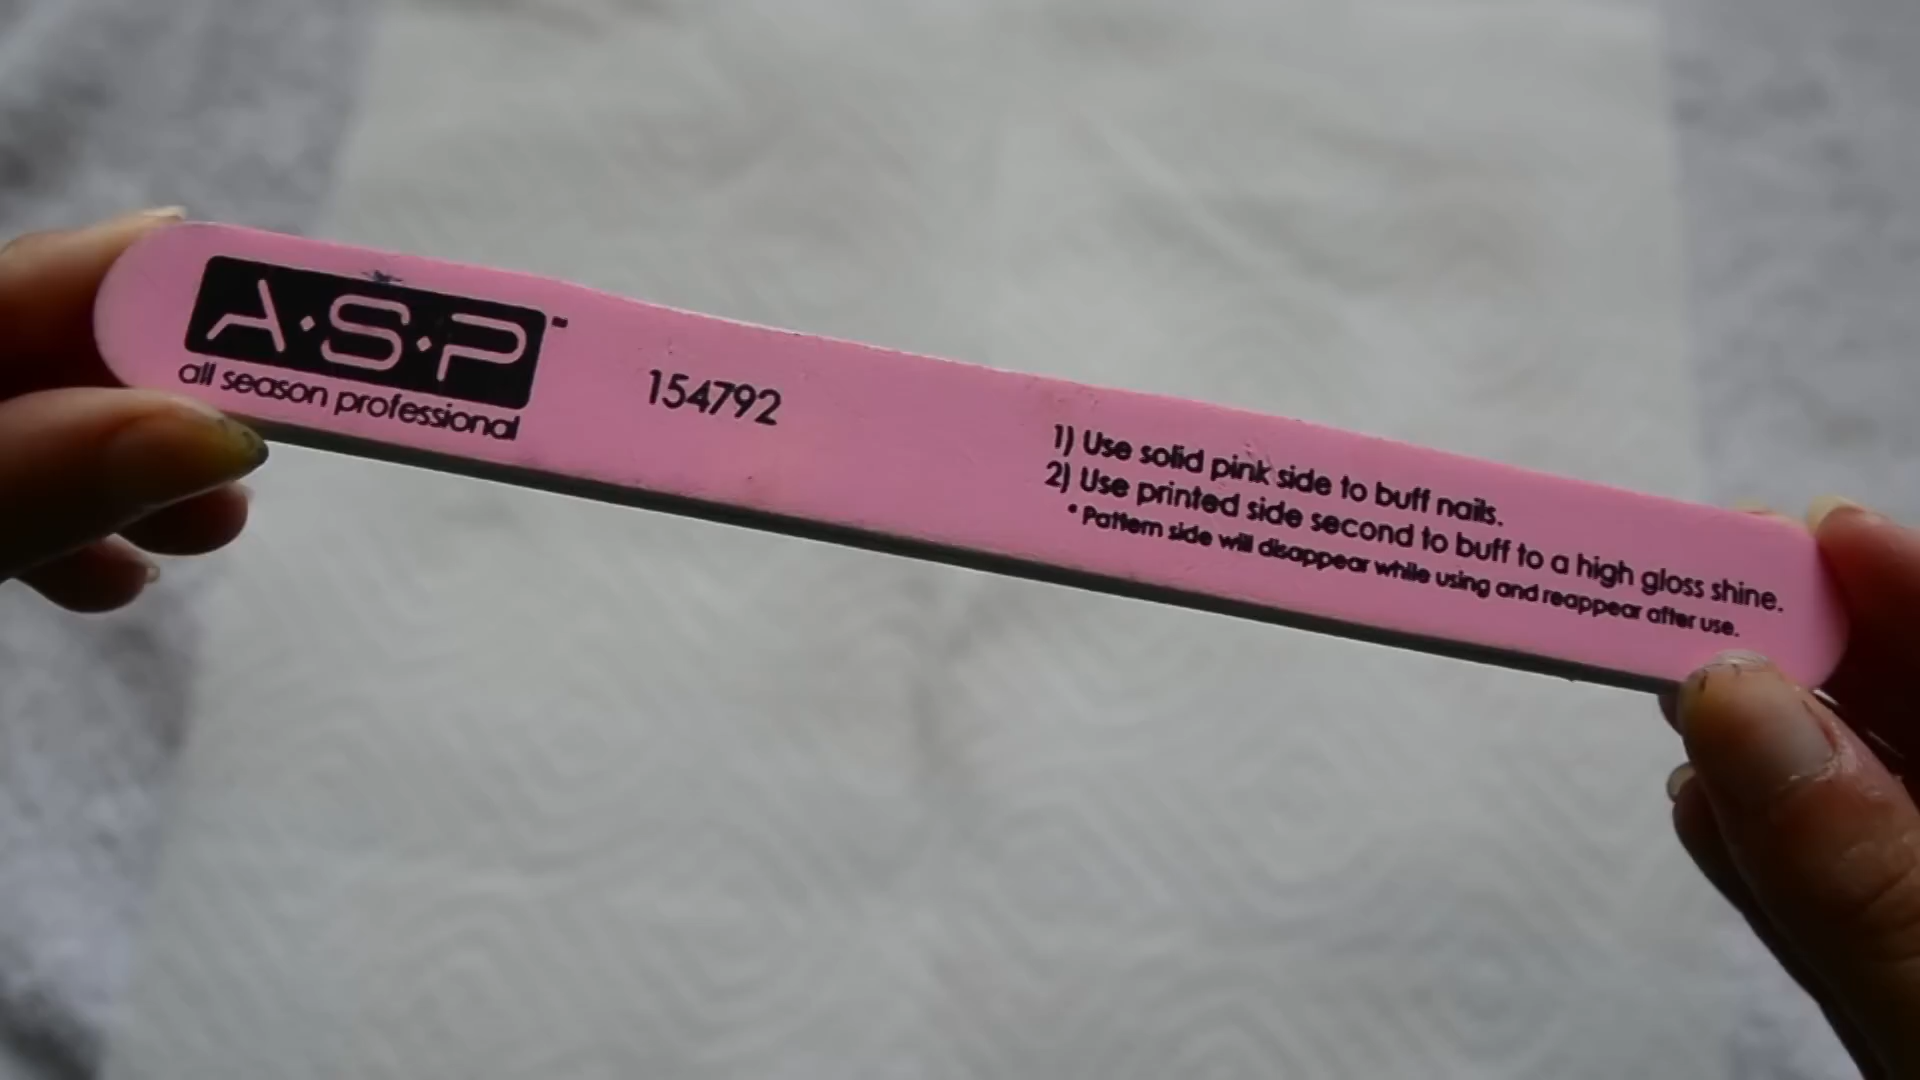 A·S·P™
all season professional
154792
1) Use solid pink side to buff nails.
2) Use printed side second to buff to a high gloss shine.
* Pattern side will disappear while using and reappear after use.